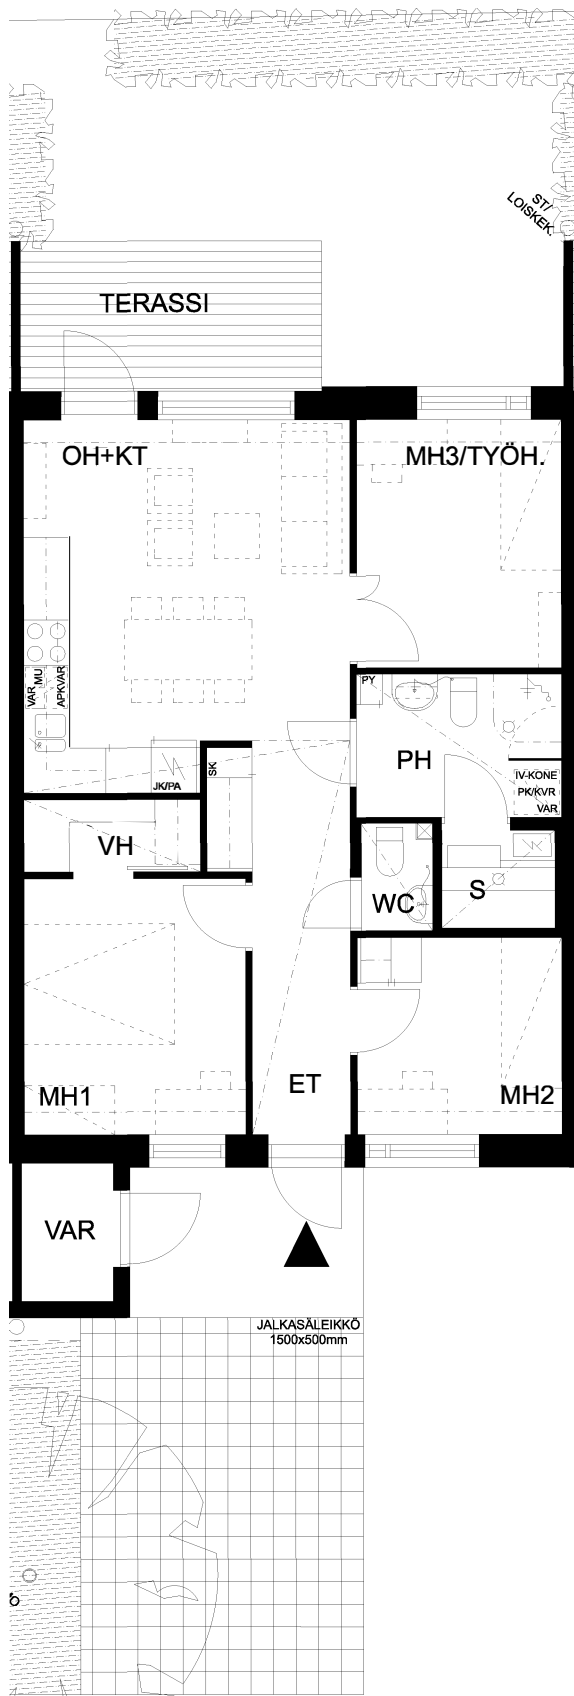 ST/
LOISKEK.
TERASSI
OH+KT
MH3/TYÖH.
VAR
MU
APKVAR
PY
PH
SK
JK/PA
IV-KONE
PK/KVR
VAR
VH
WC
S
MH1
ET
MH2
VAR
JALKASÄLEIKKÖ
1500x500mm